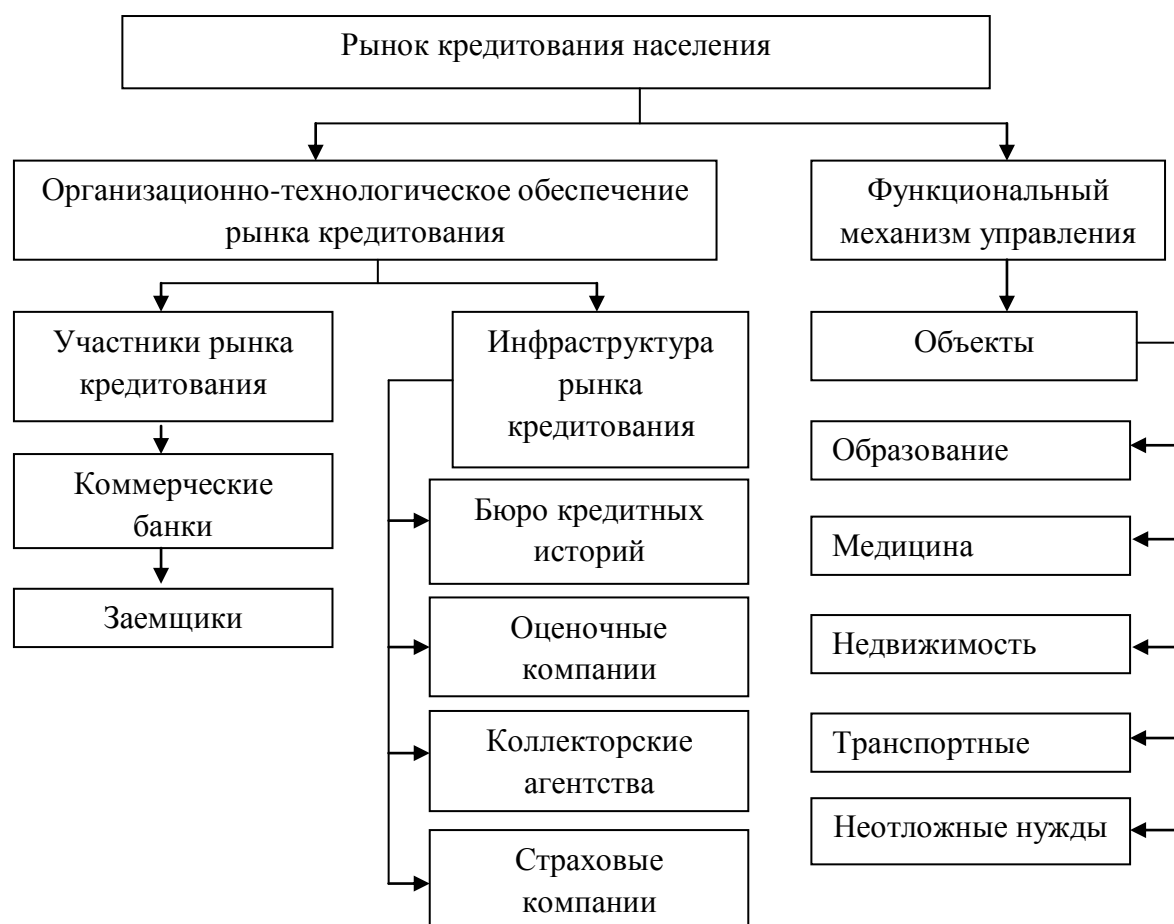 Рынок кредитования населения
Организационно-технологическое обеспечение
рынка кредитования
Функциональный
механизм управления
Участники рынка
кредитования
Коммерческие
банки
Заемщики
Инфраструктура
рынка
кредитования
Бюро кредитных
историй
Оценочные
компании
Коллекторские
агентства
Страховые
компании
Объекты
Образование
Медицина
Недвижимость
Транспортные
Неотложные нужды